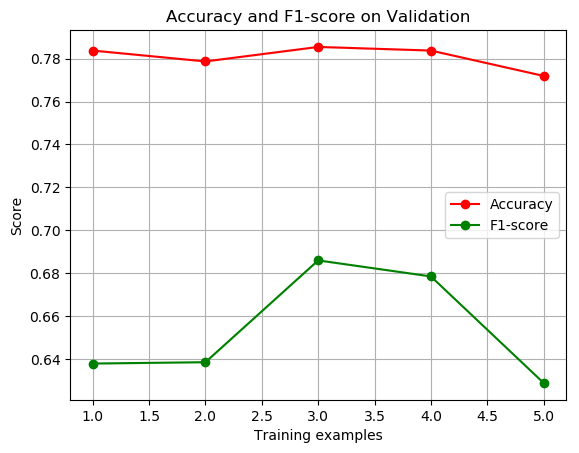 Accuracy and F1-score on Validation
Score
0.78
0.76
0.74
0.72
0.70
0.68
0.66
0.64
Accuracy
F1-score
1.0 1.5 2.0 2.5 3.0 3.5 4.0 4.5 5.0
Training examples